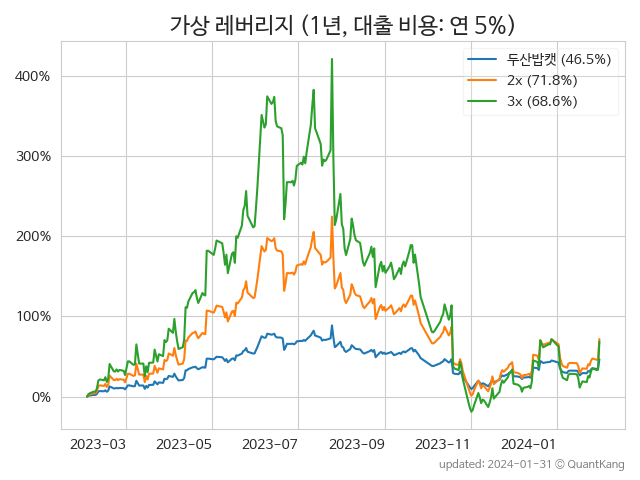 가상 레버리지 (1년, 대출 비용: 연 5%)
두산밥캣 (46.5%)
2x (71.8%)
3x (68.6%)
400%
300%
200%
100%
0%
2023-03 2023-05 2023-07 2023-09 2023-11 2024-01
updated: 2024-01-31 © QuantKang